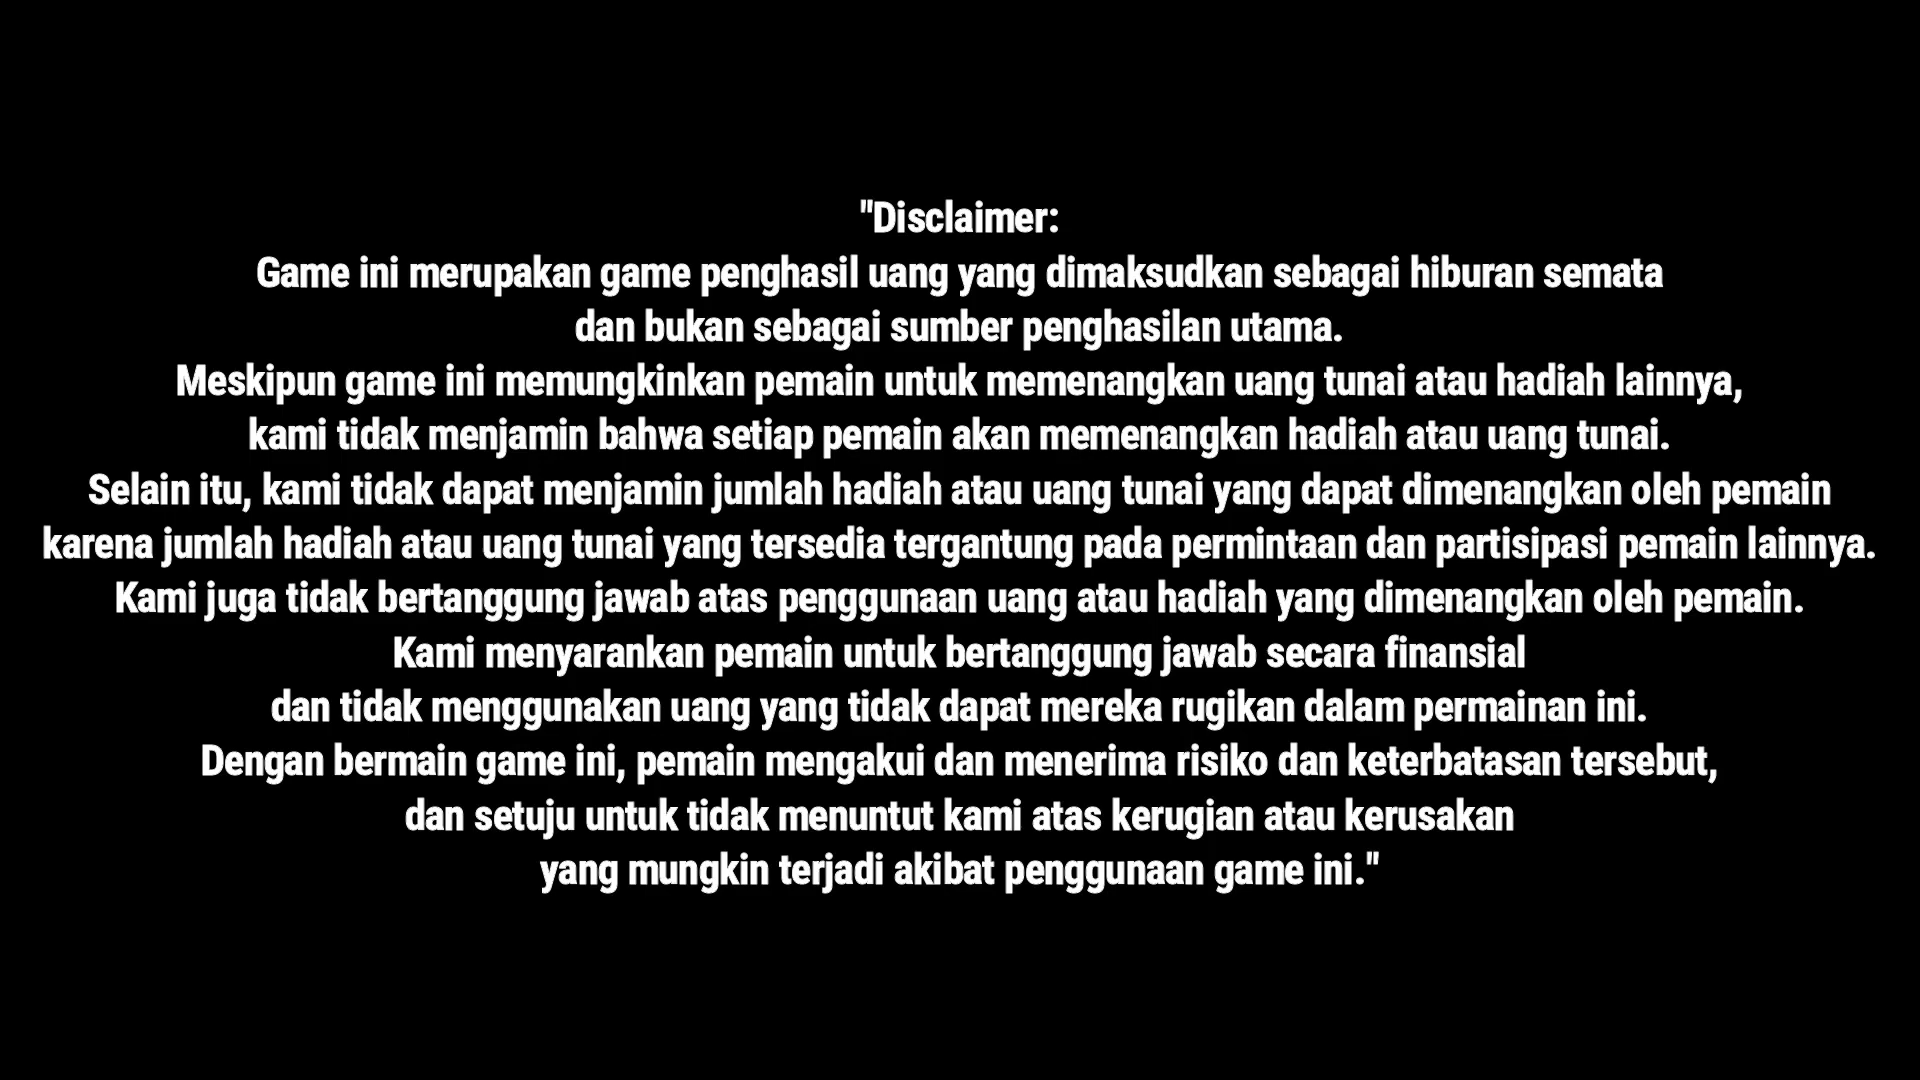 "Disclaimer:
Game ini merupakan game penghasil uang yang dimaksudkan sebagai hiburan semata
dan bukan sebagai sumber penghasilan utama.
Meskipun game ini memungkinkan pemain untuk memenangkan uang tunai atau hadiah lainnya,
kami tidak menjamin bahwa setiap pemain akan memenangkan hadiah atau uang tunai.
Selain itu, kami tidak dapat menjamin jumlah hadiah atau uang tunai yang dapat dimenangkan oleh pemain
karena jumlah hadiah atau uang tunai yang tersedia tergantung pada permintaan dan partisipasi pemain lainnya.
Kami juga tidak bertanggung jawab atas penggunaan uang atau hadiah yang dimenangkan oleh pemain.
Kami menyarankan pemain untuk bertanggung jawab secara finansial
dan tidak menggunakan uang yang tidak dapat mereka rugikan dalam permainan ini.
Dengan bermain game ini, pemain mengakui dan menerima risiko dan keterbatasan tersebut,
dan setuju untuk tidak menuntut kami atas kerugian atau kerusakan
yang mungkin terjadi akibat penggunaan game ini."